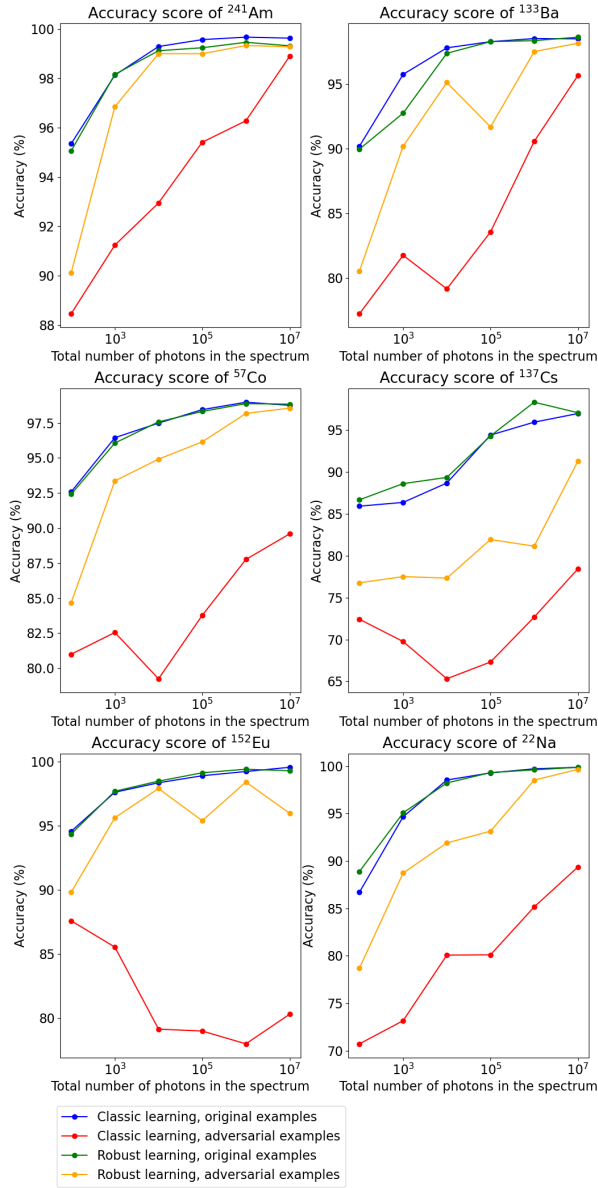 Accuracy score of ²⁴¹Am
Accuracy (%)
100
98
96
94
92
90
88
10³ 10⁵ 10⁷
Total number of photons in the spectrum
Accuracy score of ¹³³Ba
Accuracy (%)
95
90
85
80
10³ 10⁵ 10⁷
Total number of photons in the spectrum
Accuracy score of ⁵⁷Co
Accuracy (%)
97.5
95.0
92.5
90.0
87.5
85.0
82.5
80.0
10³ 10⁵ 10⁷
Total number of photons in the spectrum
Accuracy score of ¹³⁷Cs
Accuracy (%)
95
90
85
80
75
70
65
10³ 10⁵ 10⁷
Total number of photons in the spectrum
Accuracy score of ¹⁵²Eu
Accuracy (%)
100
95
90
85
80
10³ 10⁵ 10⁷
Total number of photons in the spectrum
Accuracy score of ²²Na
Accuracy (%)
100
95
90
85
80
75
70
10³ 10⁵ 10⁷
Total number of photons in the spectrum
Classic learning, original examples
Classic learning, adversarial examples
Robust learning, original examples
Robust learning, adversarial examples